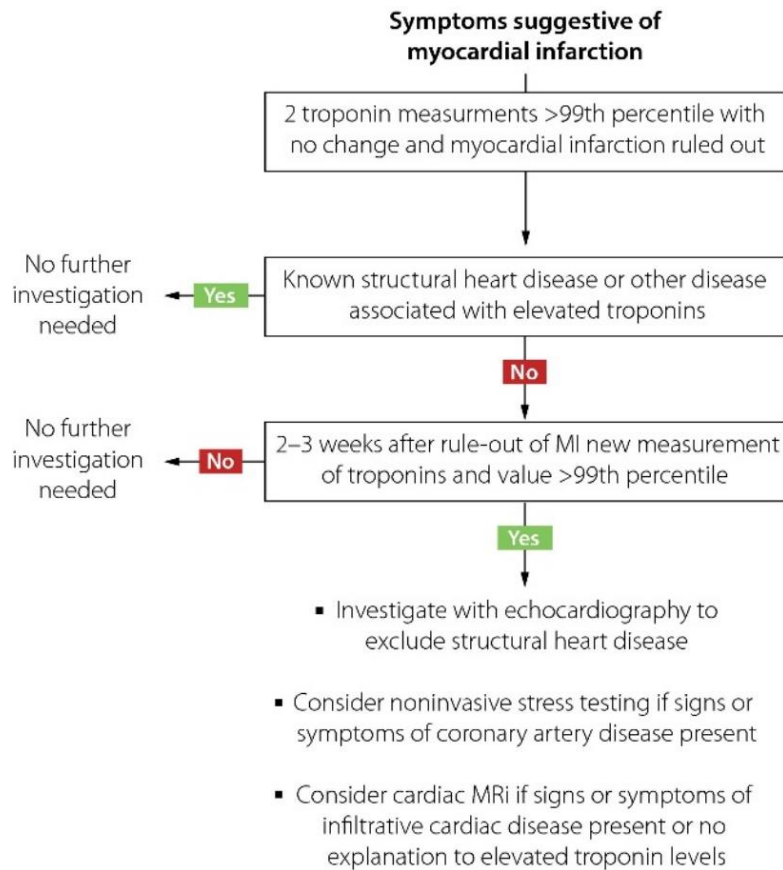 Symptoms suggestive of
myocardial infarction
2 troponin measurments >99th percentile with
no change and myocardial infarction ruled out
No further
investigation
needed
Yes
Known structural heart disease or other disease
associated with elevated troponins
No
No further
investigation
needed
No
2–3 weeks after rule-out of MI new measurement
of troponins and value >99th percentile
Yes
▪ Investigate with echocardiography to
exclude structural heart disease
▪ Consider noninvasive stress testing if signs or
symptoms of coronary artery disease present
▪ Consider cardiac MRi if signs or symptoms of
infiltrative cardiac disease present or no
explanation to elevated troponin levels